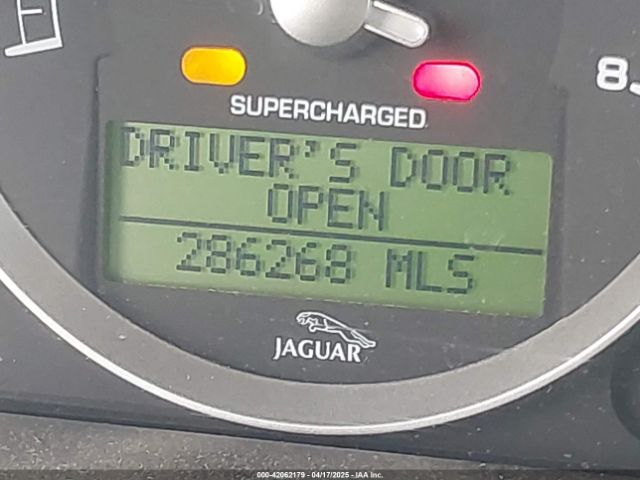 SUPERCHARGED
DRIVER'S DOOR
OPEN
286268 MLS
JAGUAR
000-42062179 - 04/17/2025 - IAA Inc.